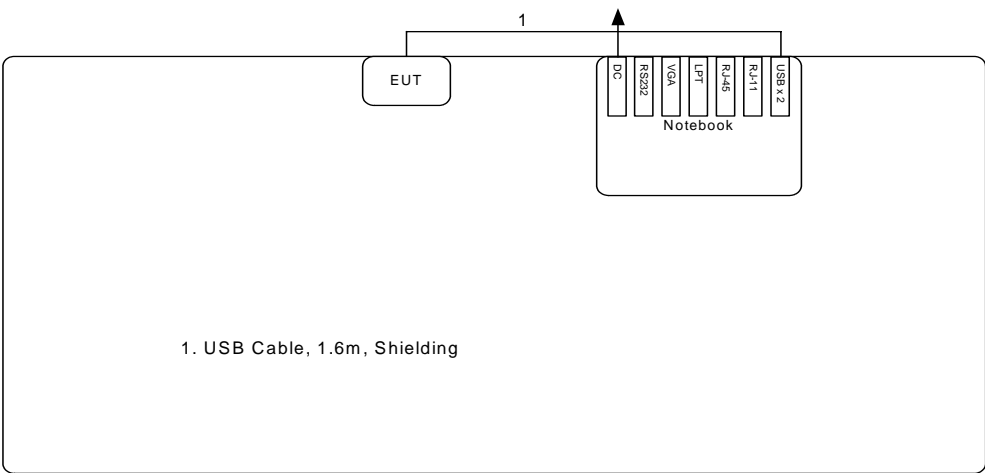 1
EUT
DC
RS232
VGA
LPT
RJ-45
RJ-11
USB x 2
Notebook
1. USB Cable, 1.6m, Shielding